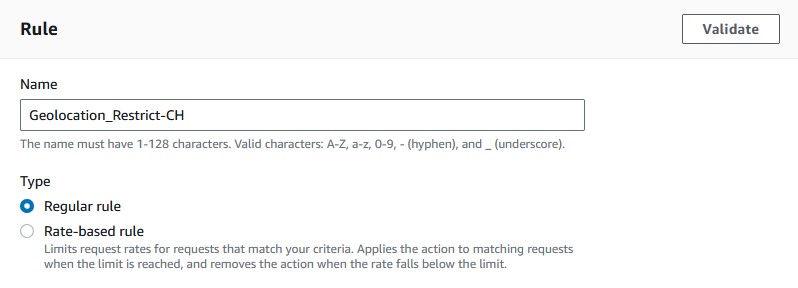 Rule
Validate
Name
Geolocation_Restrict-CH
The name must have 1-128 characters. Valid characters: A-Z, a-z, 0-9, - (hyphen), and _ (underscore).
Type
Regular rule
Rate-based rule
Limits request rates for requests that match your criteria. Applies the action to matching requests
when the limit is reached, and removes the action when the rate falls below the limit.